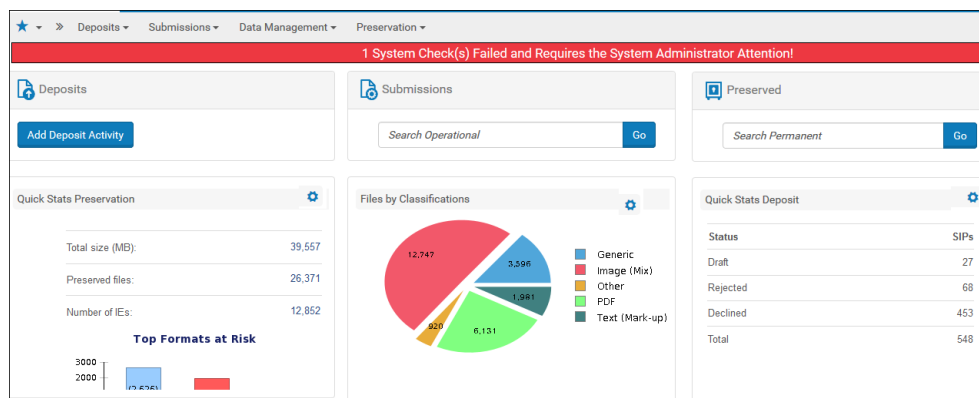 Deposits Submissions Data Management Preservation
1 System Check(s) Failed and Requires the System Administrator Attention!
Deposits
Add Deposit Activity
Submissions
Search Operational Go
Preserved
Search Permanent Go
Quick Stats Preservation
Total size (MB): 39,557
Preserved files: 26,371
Number of IEs: 12,852
Top Formats at Risk
3000
2000
(2,626)
Files by Classifications
12,747
3,596
1,981
920
6,131
Generic
Image (Mix)
Other
PDF
Text (Mark-up)
Quick Stats Deposit
Status SIPs
Draft 27
Rejected 68
Declined 453
Total 548